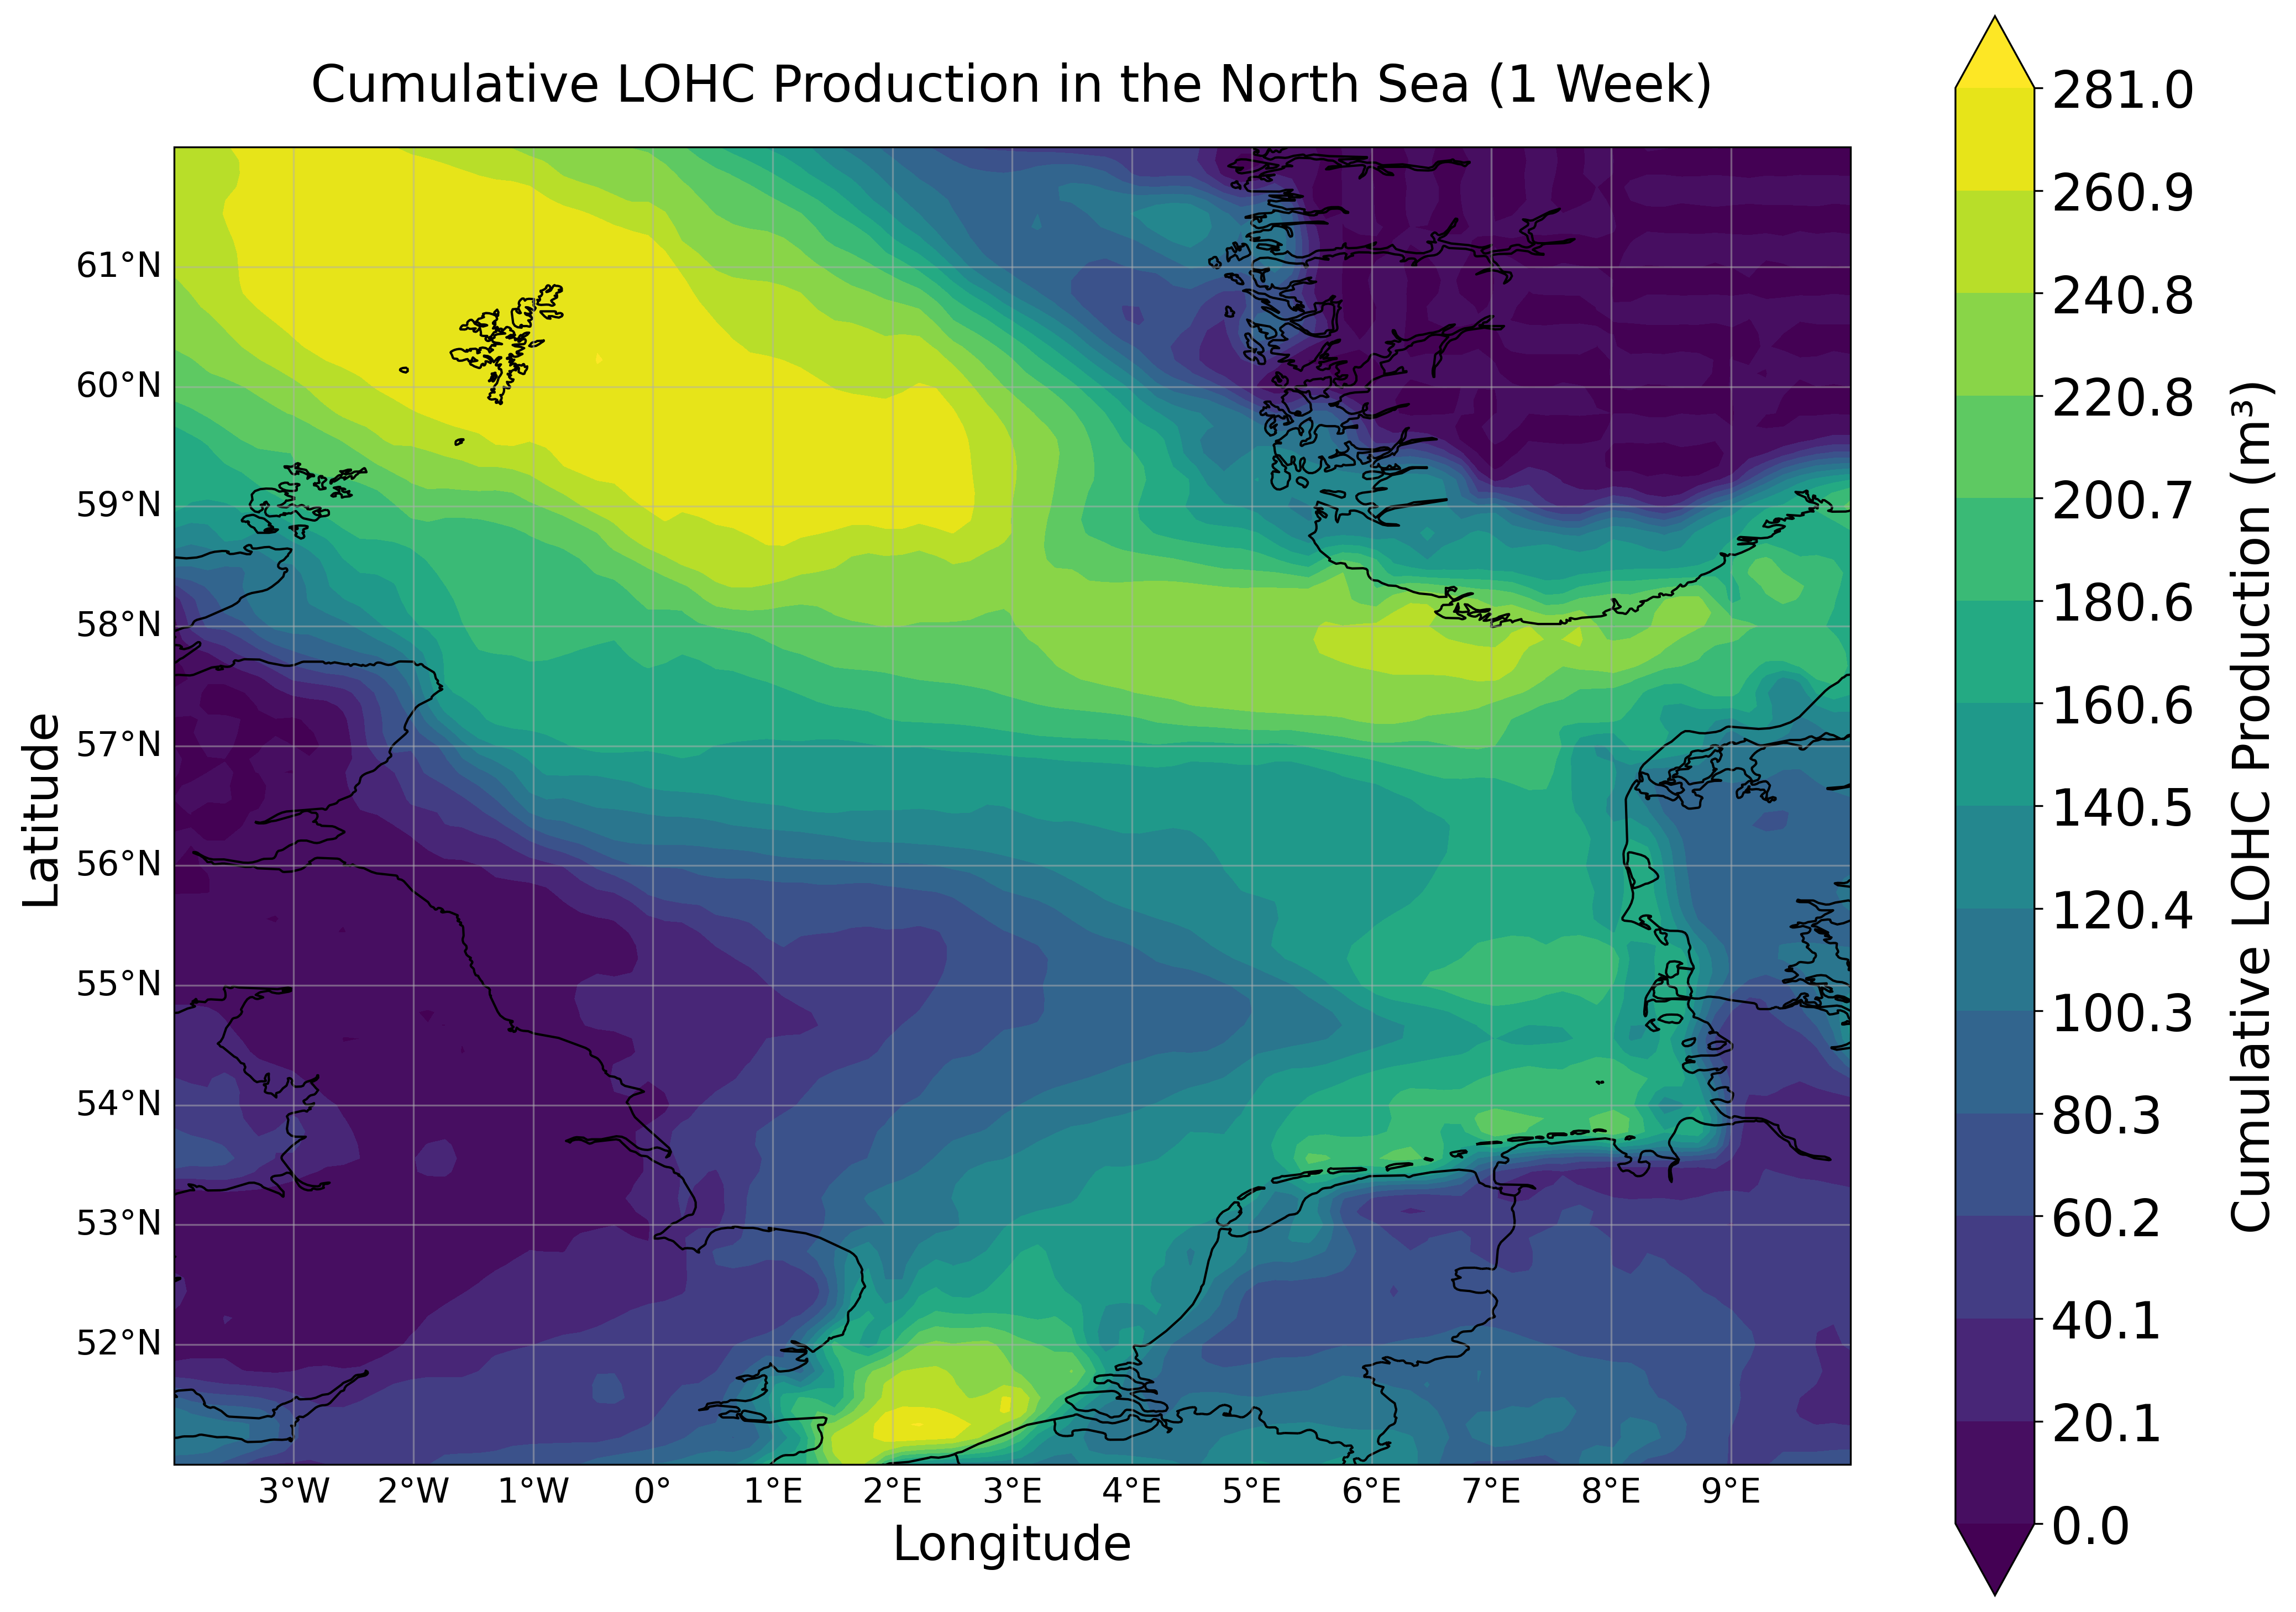 Cumulative LOHC Production in the North Sea (1 Week)
61°N
60°N
59°N
58°N
57°N
56°N
55°N
54°N
53°N
52°N
Latitude
3°W 2°W 1°W 0° 1°E 2°E 3°E 4°E 5°E 6°E 7°E 8°E 9°E
Longitude
281.0
260.9
240.8
220.8
200.7
180.6
160.6
140.5
120.4
100.3
80.3
60.2
40.1
20.1
0.0
Cumulative LOHC Production (m³)